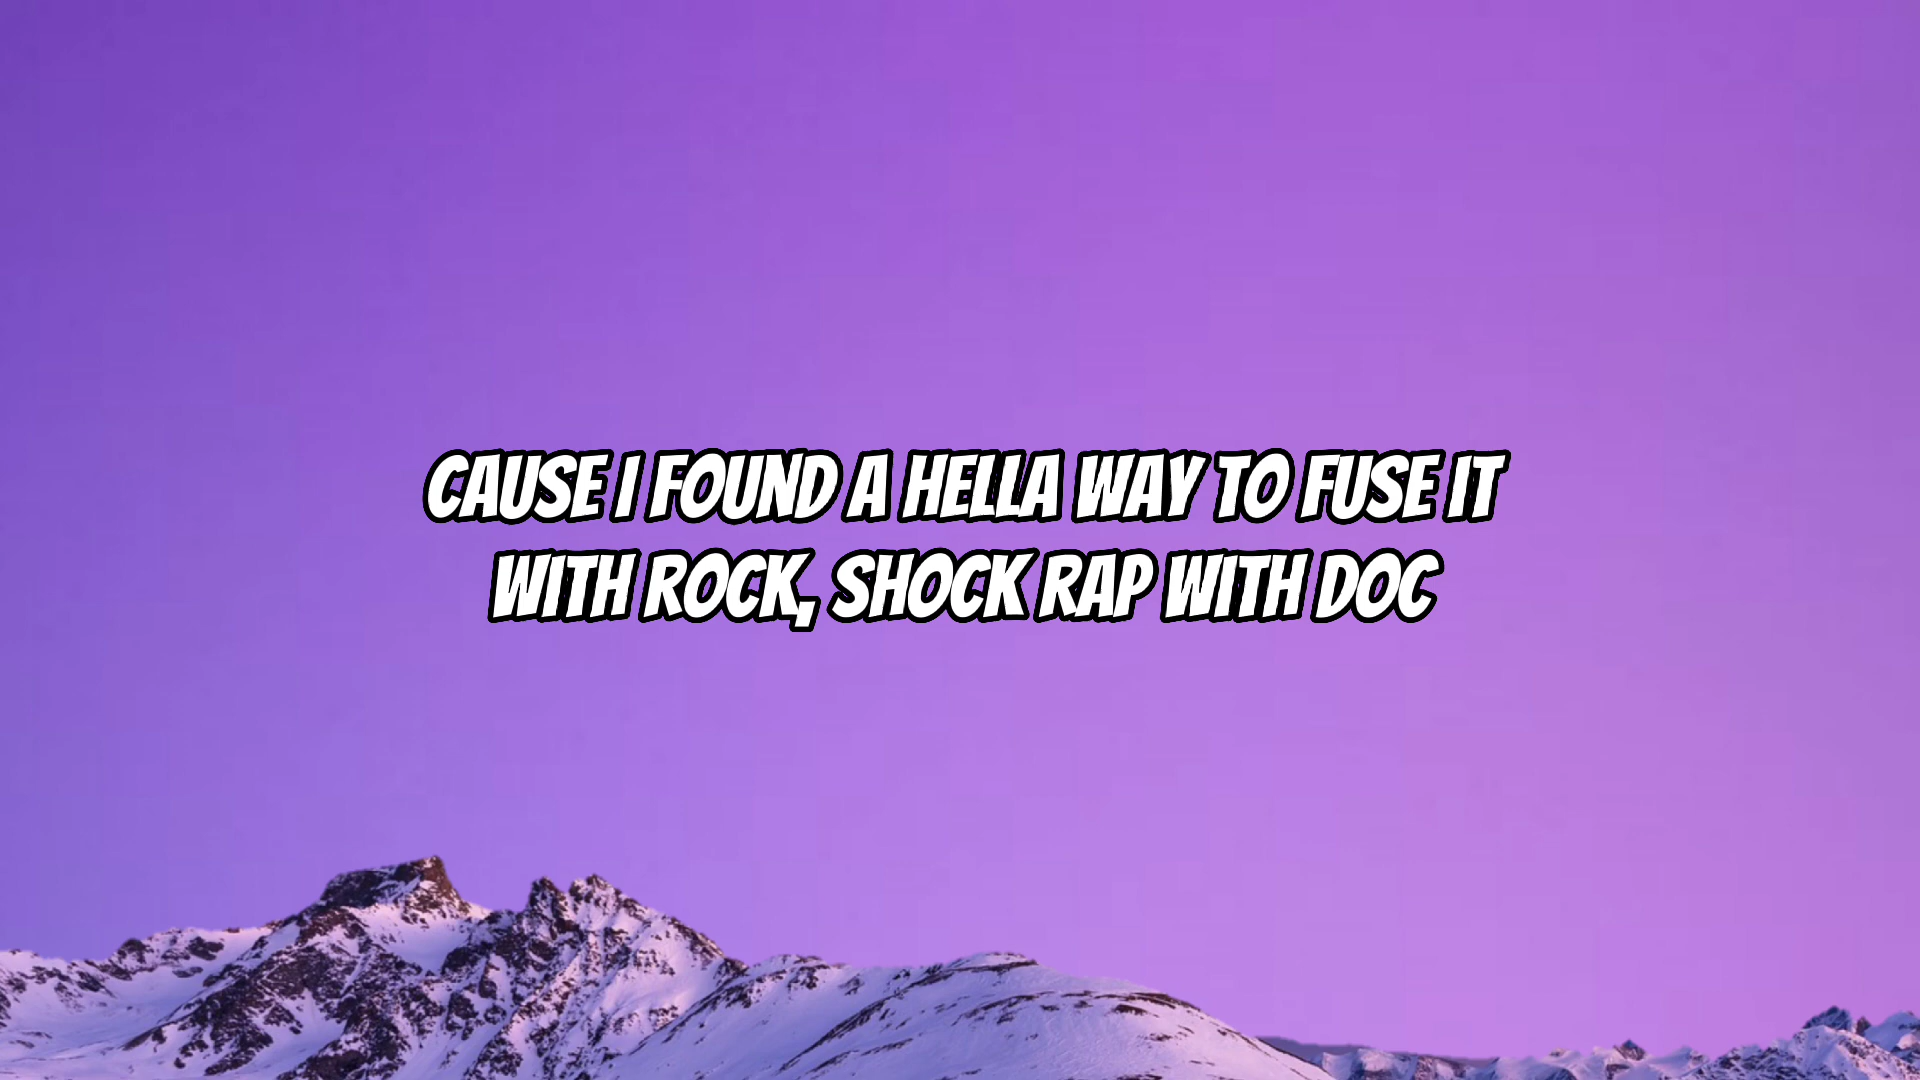 CAUSE I FOUND A HELLA WAY TO FUSE IT
WITH ROCK, SHOCK RAP WITH DOC